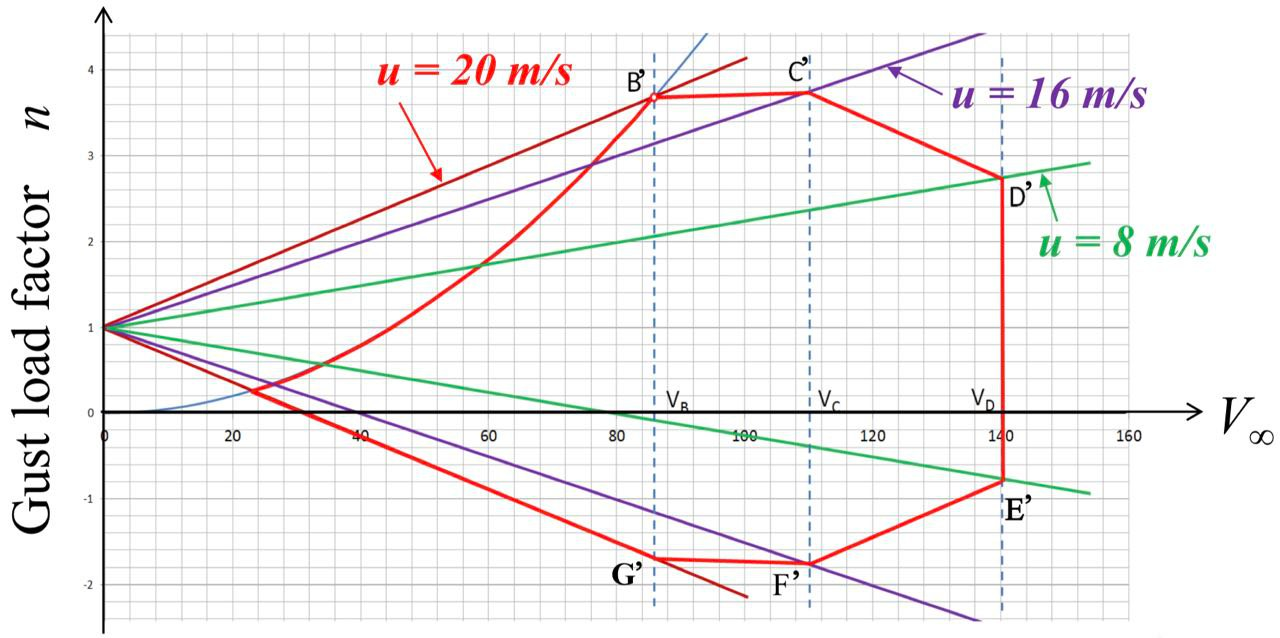 u = 20 m/s
B’
C’
u = 16 m/s
D’
u = 8 m/s
Gust load factor n
4
3
2
1
0
-1
-2
V_B
V_C
V_D
0 20 40 60 80 100 120 140 160
V∞
E’
G’
F’